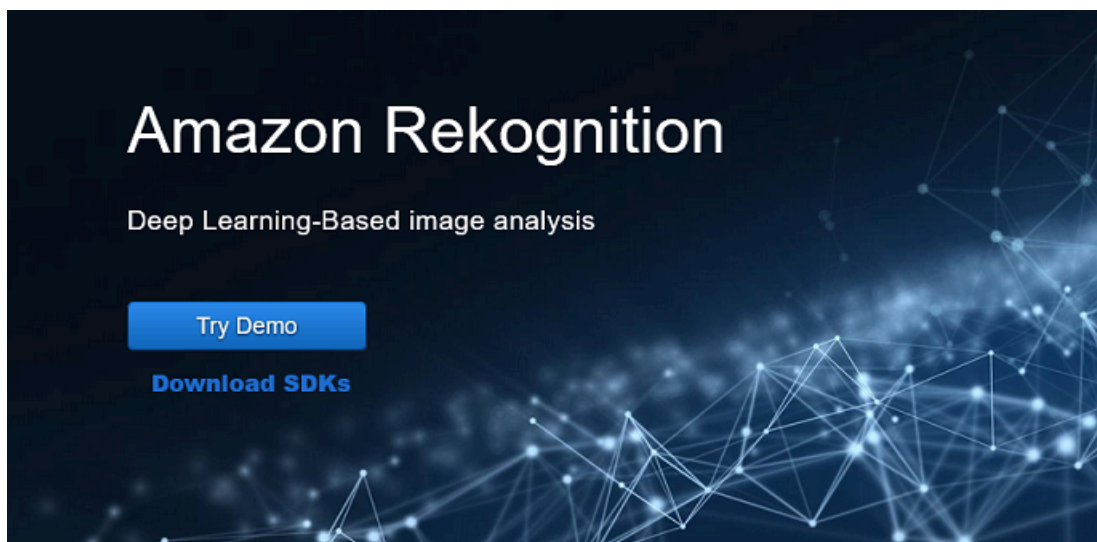 Amazon Rekognition
Deep Learning-Based image analysis
Try Demo
Download SDKs